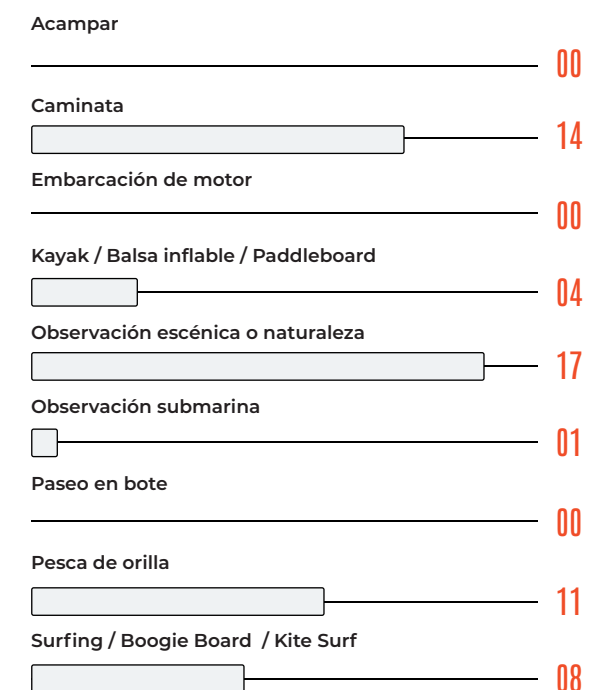 Acampar
00
Caminata
14
Embarcación de motor
00
Kayak / Balsa inflable / Paddleboard
04
Observación escénica o naturaleza
17
Observación submarina
01
Paseo en bote
00
Pesca de orilla
11
Surfing / Boogie Board / Kite Surf
08